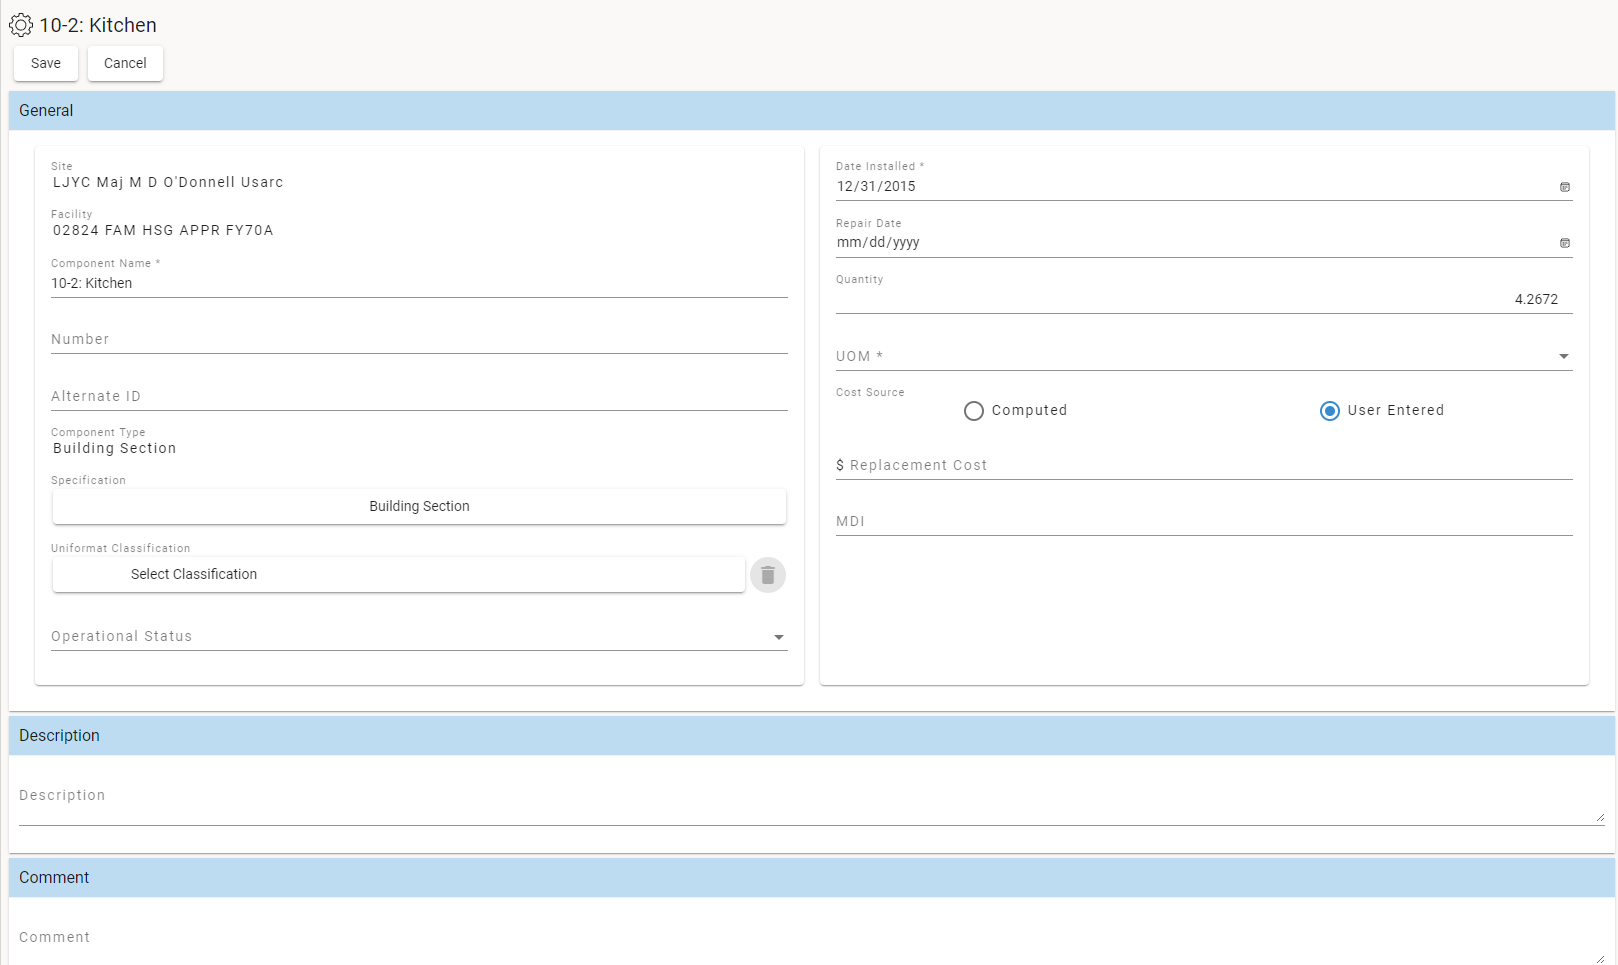 10-2: Kitchen
Save
Cancel
General
Site
LJYC Maj M D O'Donnell Usarc
Facility
02824 FAM HSG APPR FY70A
Component Name *
10-2: Kitchen
Number
Alternate ID
Component Type
Building Section
Specification
Building Section
Uniformat Classification
Select Classification
Operational Status
Date Installed *
12/31/2015
Repair Date
mm/dd/yyyy
Quantity
4.2672
UOM *
Cost Source
Computed
User Entered
$ Replacement Cost
MDI
Description
Description
Comment
Comment